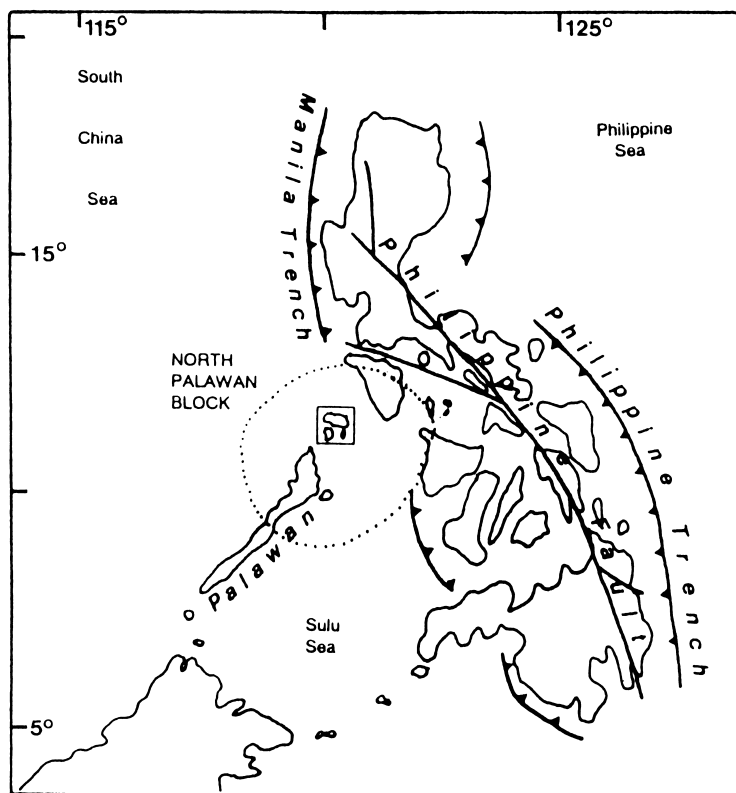 115°
125°
South
China
Sea
Philippine
Sea
Manila Trench
15°
Philippine Fault
Philippine Trench
NORTH
PALAWAN
BLOCK
Palawan
Sulu
Sea
5°